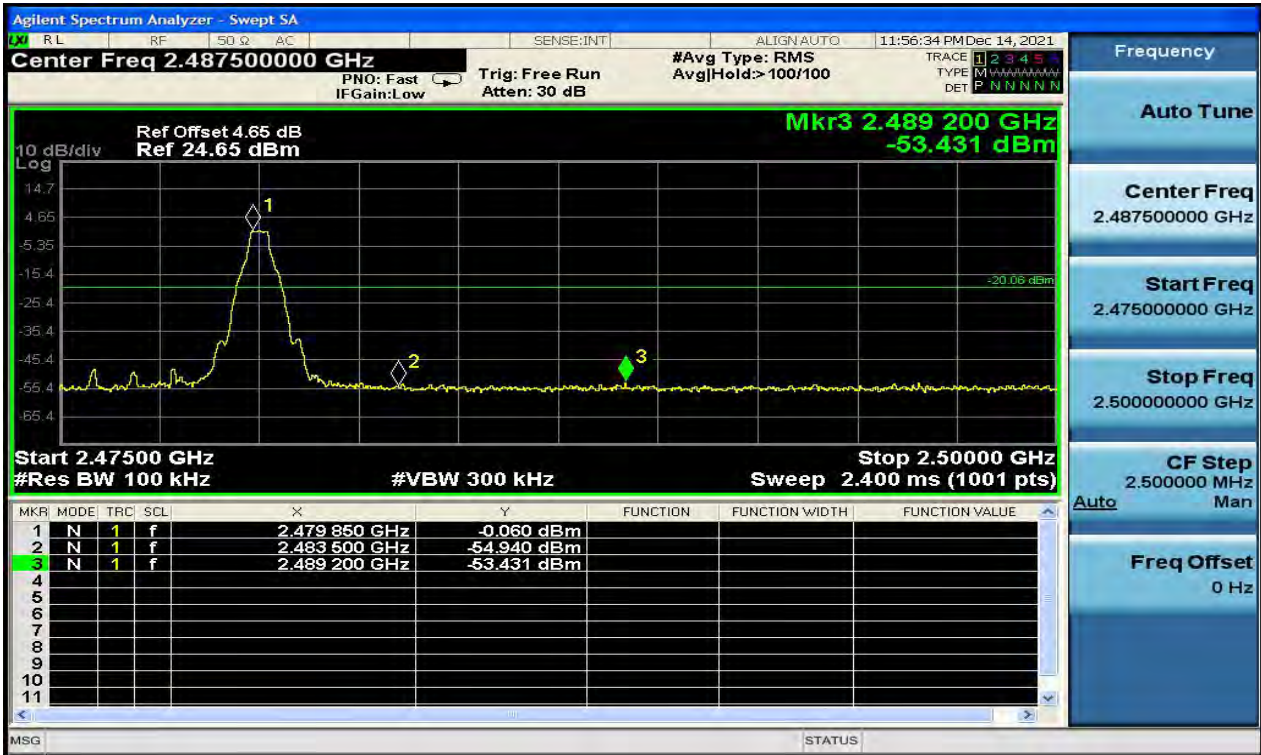 Agilent Spectrum Analyzer - Swept SA
LXI RL RF 50 Ω AC SENSE:INT ALIGN AUTO 11:56:34 PM Dec 14, 2021
Center Freq 2.487500000 GHz
PNO: Fast
IFGain:Low
Trig: Free Run
Atten: 30 dB
#Avg Type: RMS
Avg|Hold:> 100/100
TRACE 1 2 3 4 5
TYPE M
DET P N N N N N
Mkr3 2.489 200 GHz
-53.431 dBm
Ref Offset 4.65 dB
10 dB/div Ref 24.65 dBm
Log
14.7
4.65
-5.35
-15.4
-25.4
-35.4
-45.4
-55.4
-65.4
1
2
3
-20.06 dBm
Start 2.47500 GHz Stop 2.50000 GHz
#Res BW 100 kHz #VBW 300 kHz Sweep 2.400 ms (1001 pts)
MKR MODE TRC SCL X Y FUNCTION FUNCTION WIDTH FUNCTION VALUE
1 N 1 f 2.479 850 GHz -0.060 dBm
2 N 1 f 2.483 500 GHz -54.940 dBm
3 N 1 f 2.489 200 GHz -53.431 dBm
4
5
6
7
8
9
10
11
MSG STATUS
Frequency
Auto Tune
Center Freq
2.487500000 GHz
Start Freq
2.475000000 GHz
Stop Freq
2.500000000 GHz
CF Step
2.500000 MHz
Auto Man
Freq Offset
0 Hz